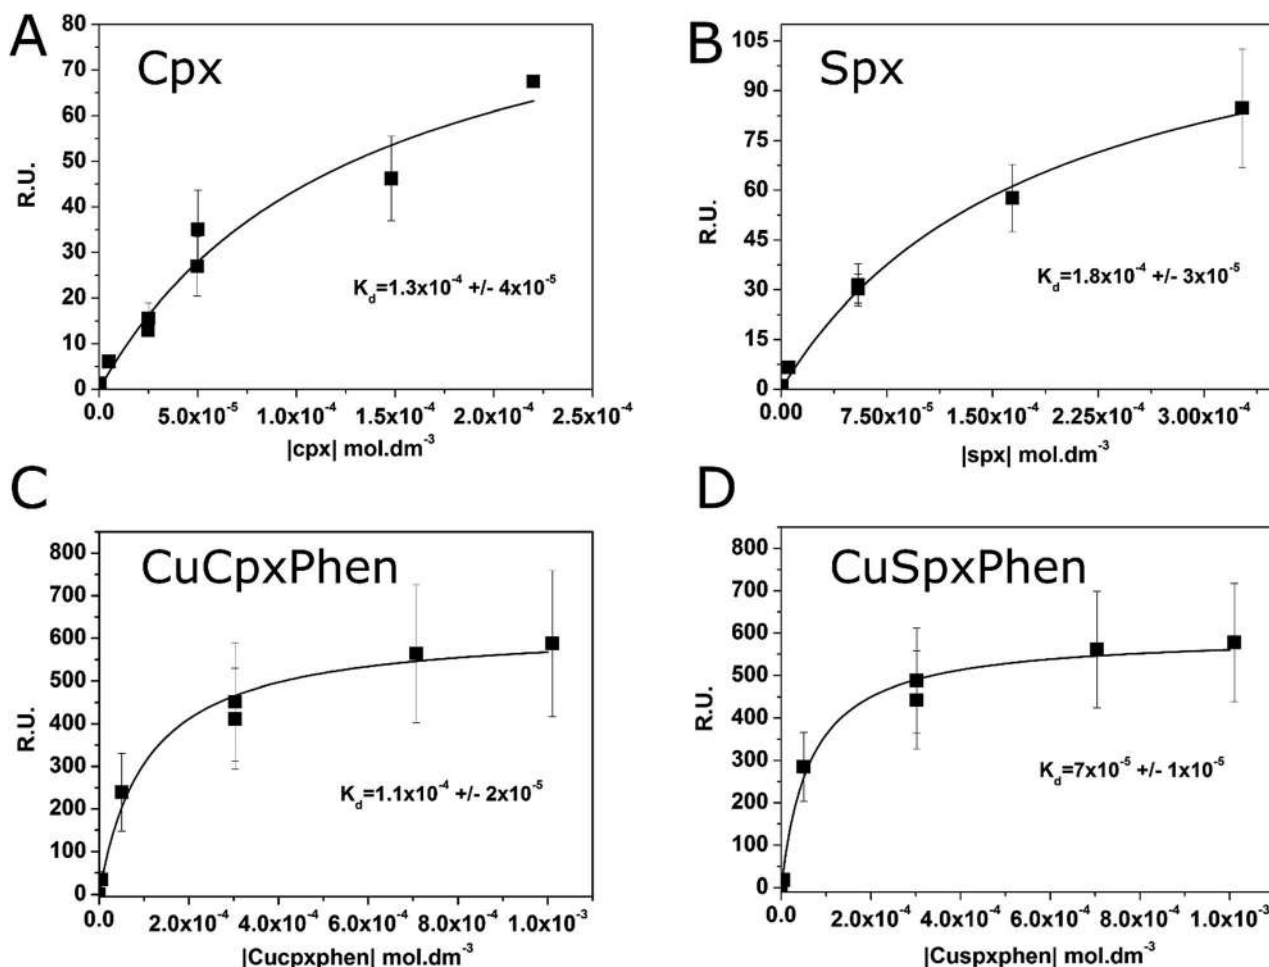 A
Cpx
80
70
60
50
40
30
20
10
0
R.U.
K_d=1.3x10^-4 +/- 4x10^-5
0.0 5.0x10^-5 1.0x10^-4 1.5x10^-4 2.0x10^-4 2.5x10^-4
|cpx| mol.dm^-3
B
Spx
105
90
75
60
45
30
15
0
R.U.
K_d=1.8x10^-4 +/- 3x10^-5
0.00 7.50x10^-5 1.50x10^-4 2.25x10^-4 3.00x10^-4
|spx| mol.dm^-3
C
CuCpxPhen
800
700
600
500
400
300
200
100
0
R.U.
K_d=1.1x10^-4 +/- 2x10^-5
0.0 2.0x10^-4 4.0x10^-4 6.0x10^-4 8.0x10^-4 1.0x10^-3
|Cucpxphen| mol.dm^-3
D
CuSpxPhen
800
700
600
500
400
300
200
100
0
R.U.
K_d=7x10^-5 +/- 1x10^-5
0.0 2.0x10^-4 4.0x10^-4 6.0x10^-4 8.0x10^-4 1.0x10^-3
|Cuspxphen| mol.dm^-3